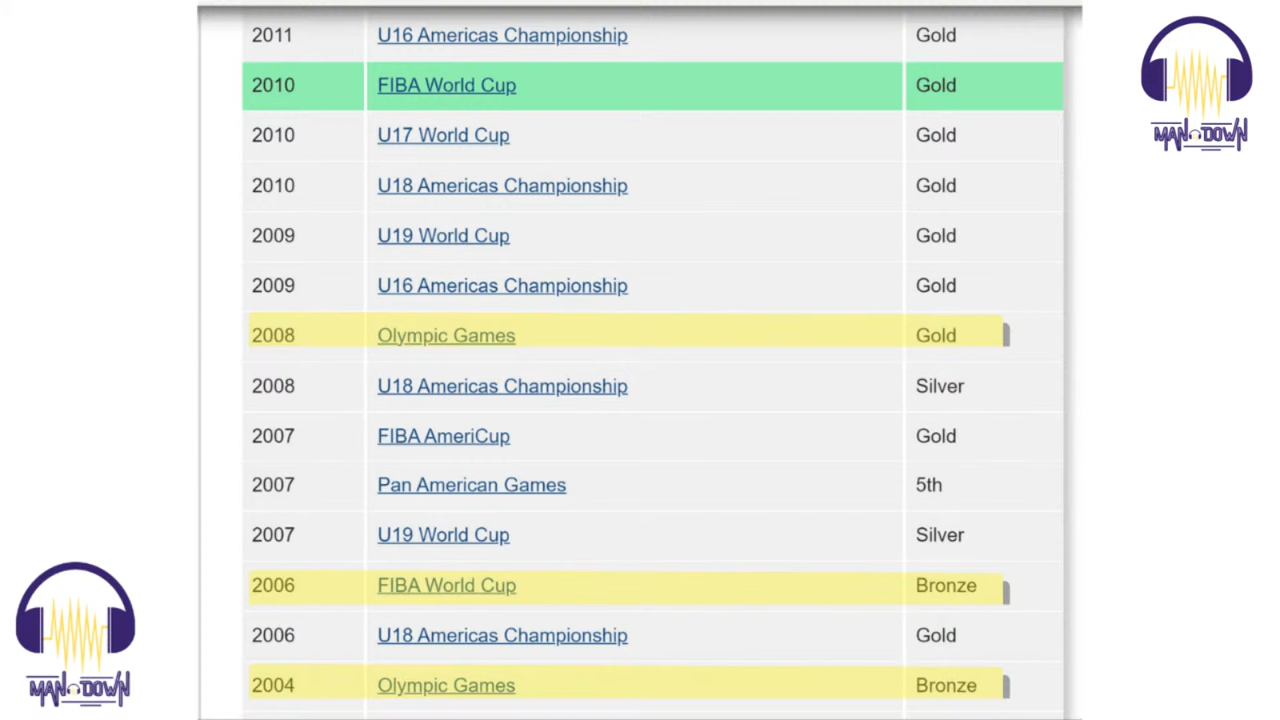 2011 U16 Americas Championship Gold
2010 FIBA World Cup Gold
2010 U17 World Cup Gold
2010 U18 Americas Championship Gold
2009 U19 World Cup Gold
2009 U16 Americas Championship Gold
2008 Olympic Games Gold
2008 U18 Americas Championship Silver
2007 FIBA AmeriCup Gold
2007 Pan American Games 5th
2007 U19 World Cup Silver
2006 FIBA World Cup Bronze
2006 U18 Americas Championship Gold
2004 Olympic Games Bronze
MAN DOWN
MAN DOWN